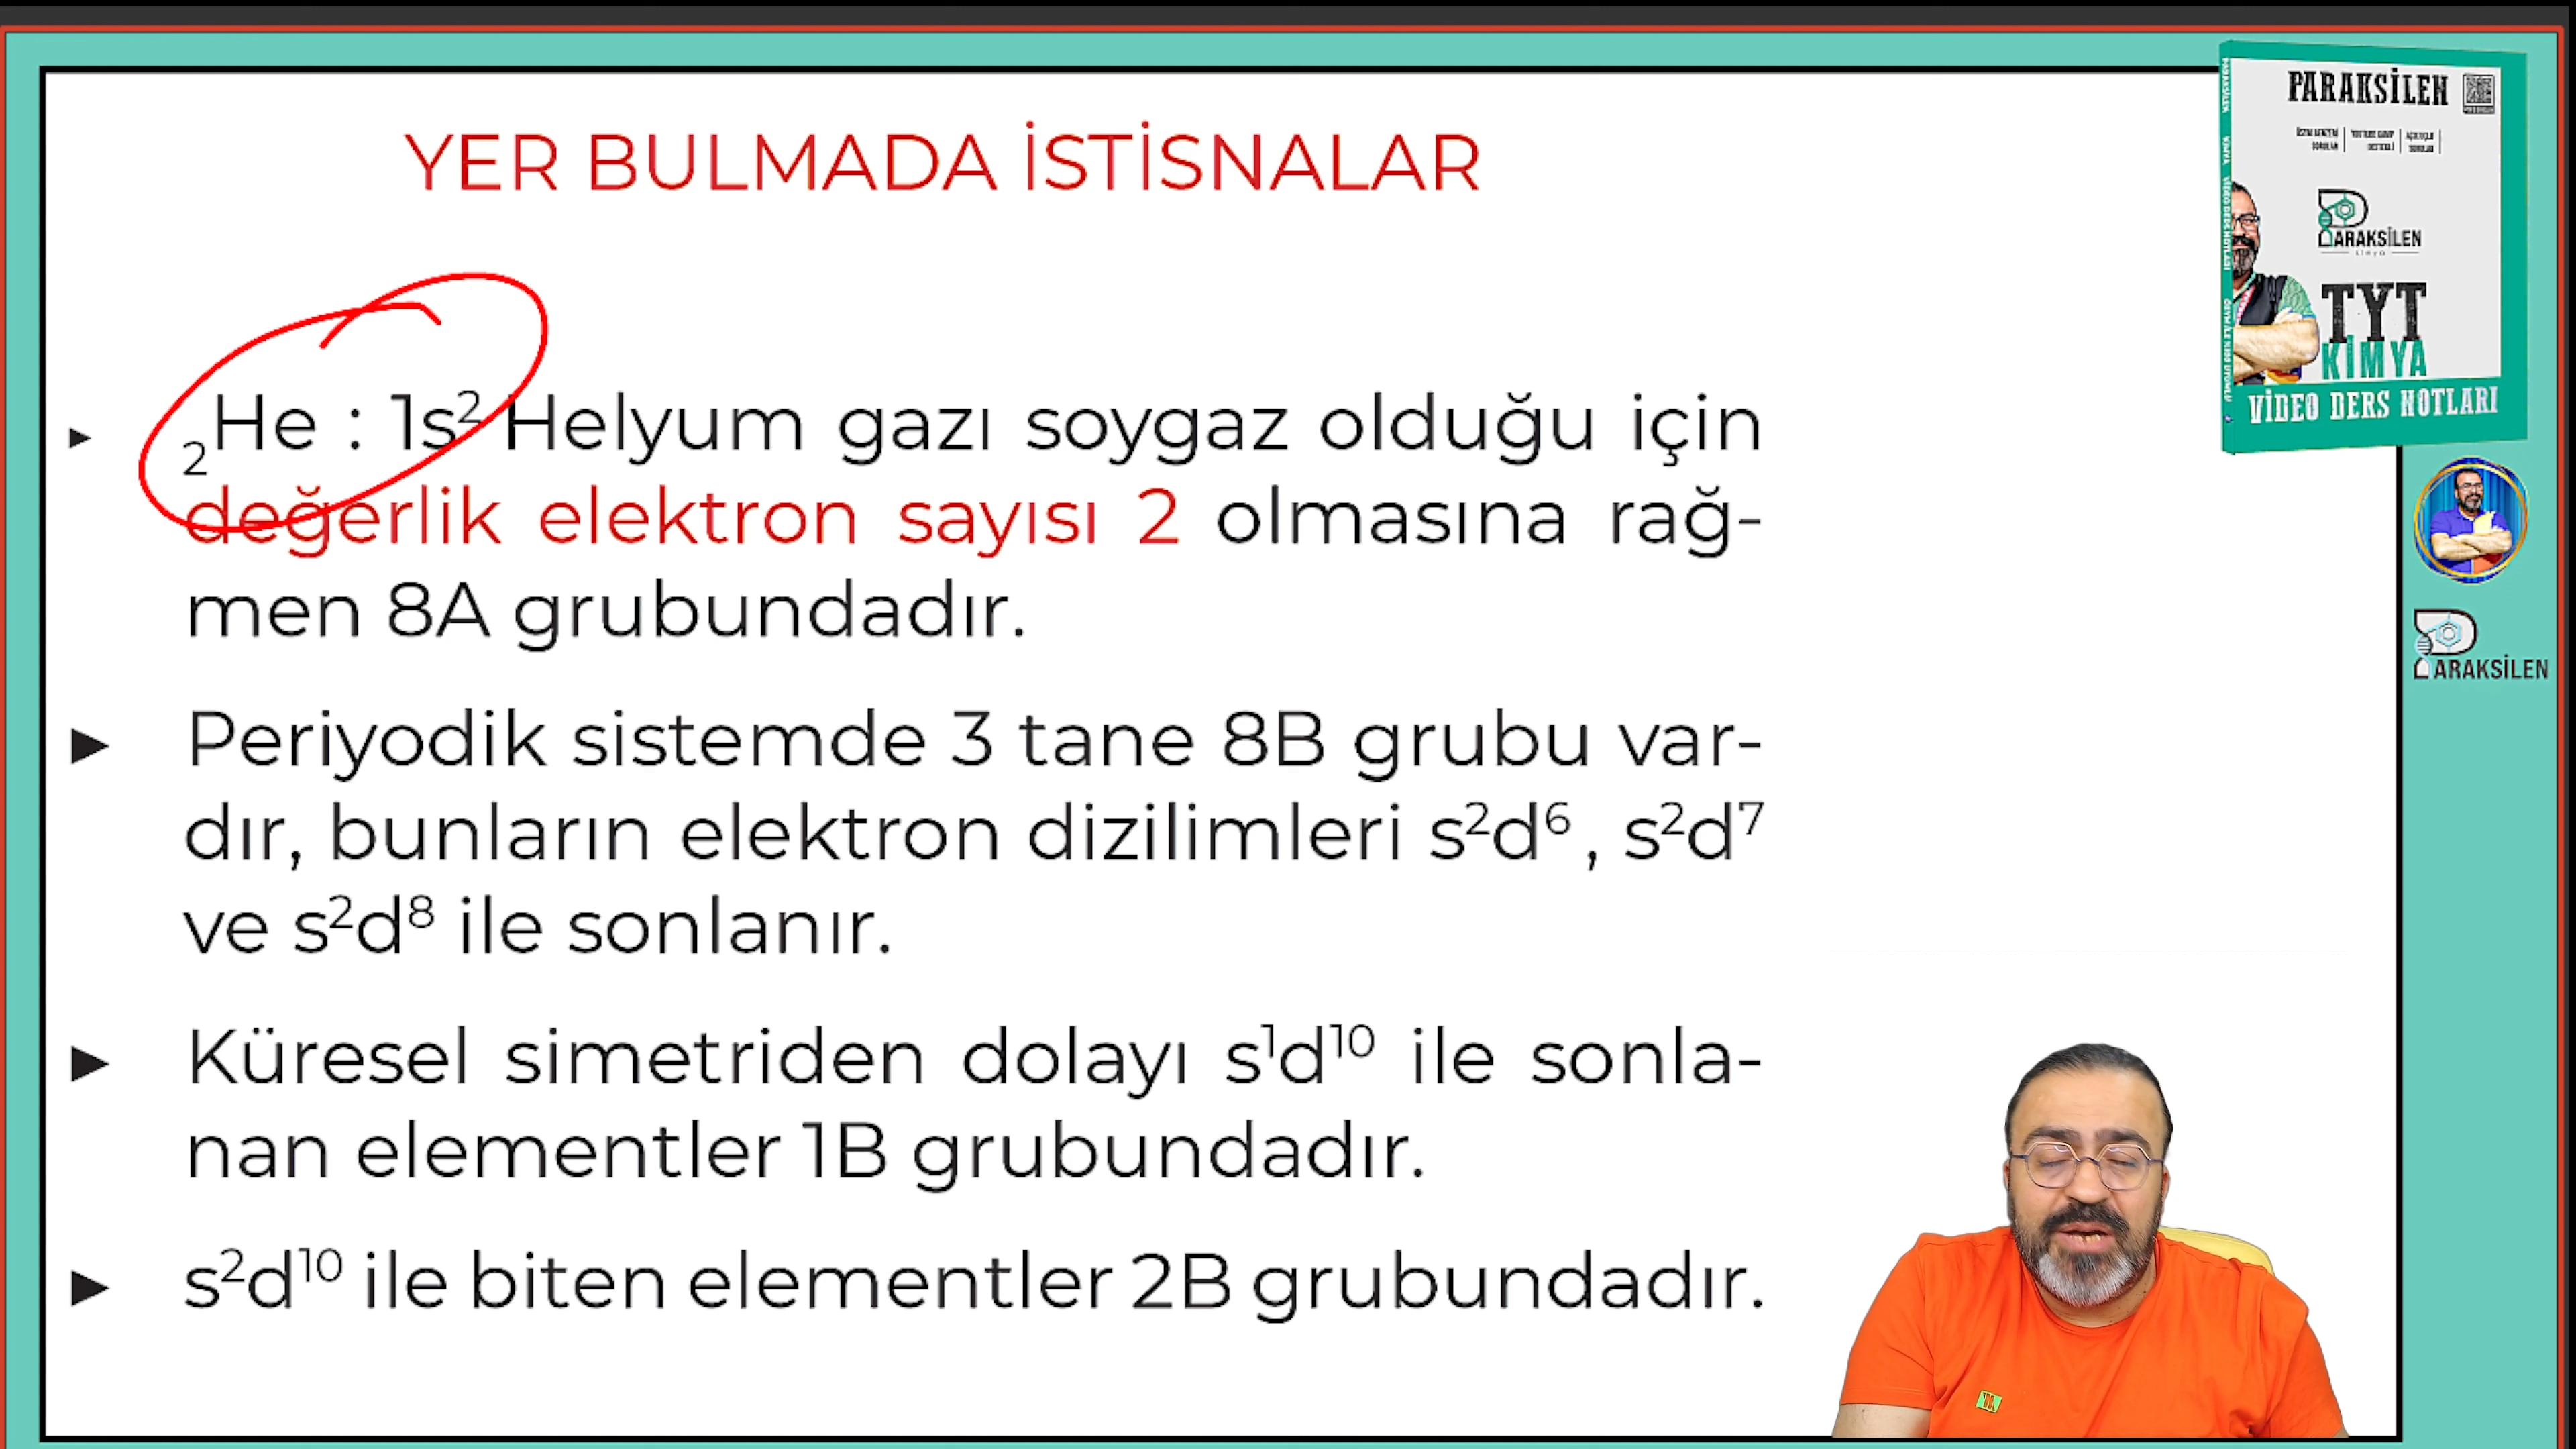 YER BULMADA İSTİSNALAR
₂He : 1s² Helyum gazı soygaz olduğu için
değerlik elektron sayısı 2 olmasına rağ-
men 8A grubundadır.
Periyodik sistemde 3 tane 8B grubu var-
dır, bunların elektron dizilimleri s²d⁶, s²d⁷
ve s²d⁸ ile sonlanır.
Küresel simetriden dolayı s¹d¹⁰ ile sonla-
nan elementler 1B grubundadır.
s²d¹⁰ ile biten elementler 2B grubundadır.
PARAKSİLEN
PARAKSİLEN
kimya
TYT
KİMYA
VİDEO DERS NOTLARI
PARAKSİLEN